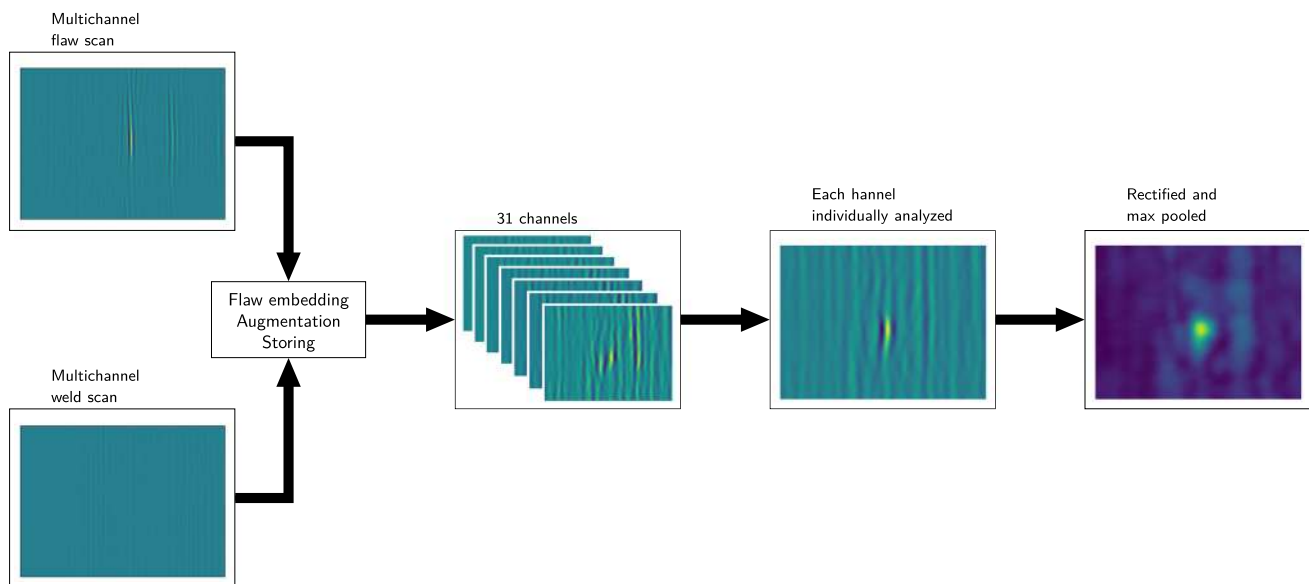 Multichannel
flaw scan
Multichannel
weld scan
Flaw embedding
Augmentation
Storing
31 channels
Each hannel
individually analyzed
Rectified and
max pooled